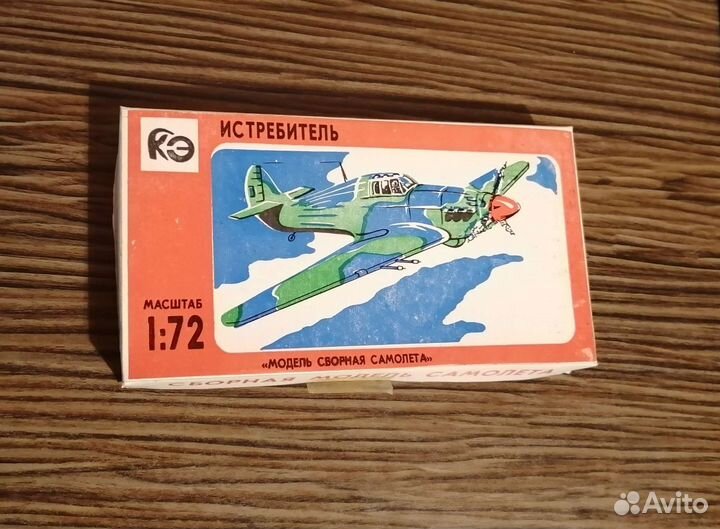 КЭ
ИСТРЕБИТЕЛЬ
МАСШТАБ
1:72
«МОДЕЛЬ СБОРНАЯ САМОЛЕТА»
СБОРНАЯ МОДЕЛЬ САМОЛЕТА
Avito